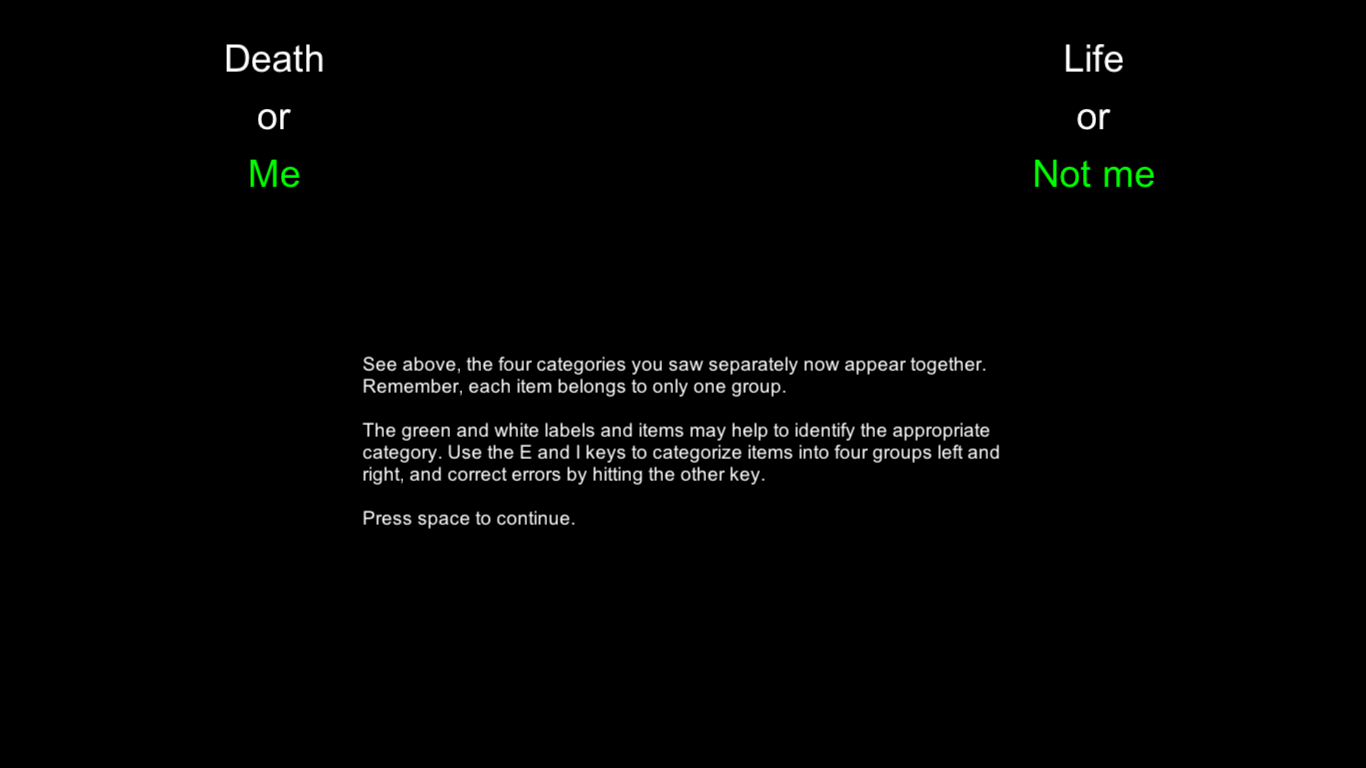 Death
or
Me
Life
or
Not me
See above, the four categories you saw separately now appear together.
Remember, each item belongs to only one group.
The green and white labels and items may help to identify the appropriate
category. Use the E and I keys to categorize items into four groups left and
right, and correct errors by hitting the other key.
Press space to continue.